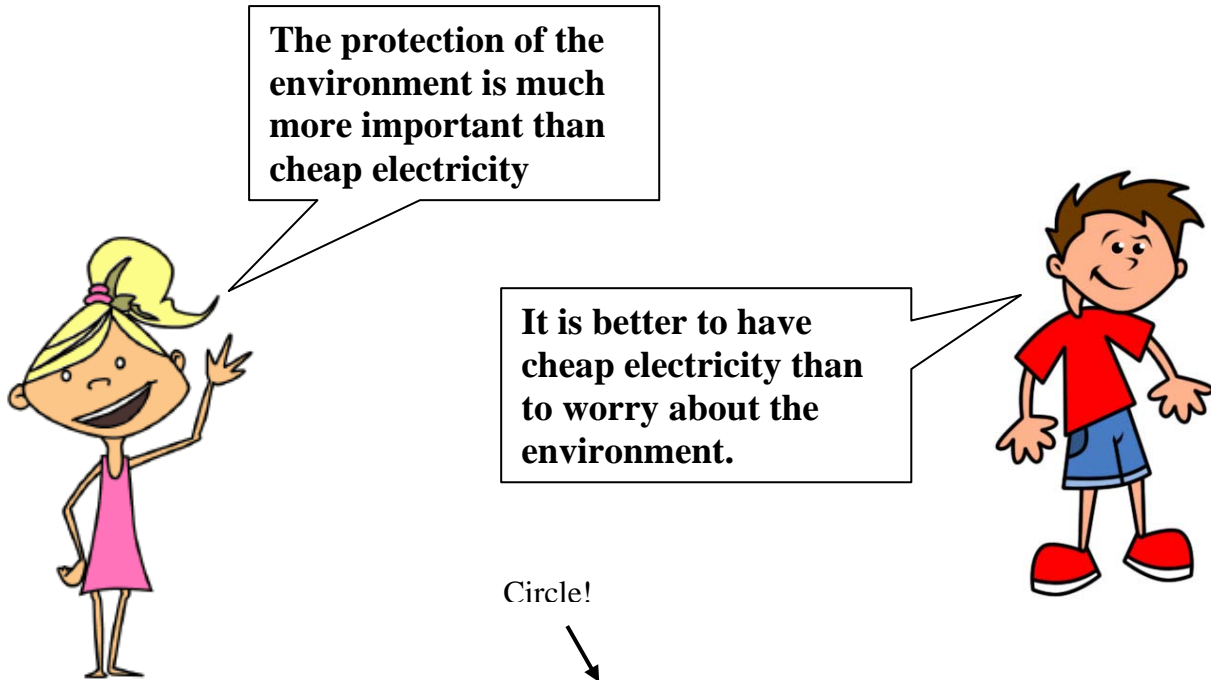 The protection of the
environment is much
more important than
cheap electricity
It is better to have
cheap electricity than
to worry about the
environment.
Circle!